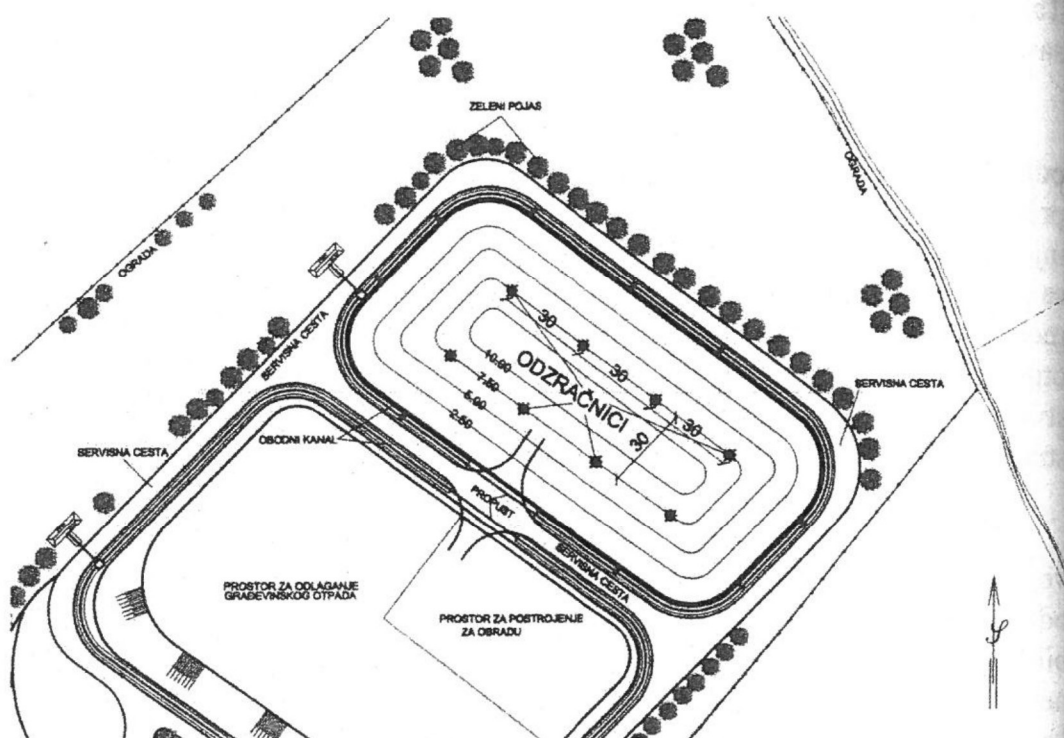 ZELENI POJAS
OGRADA
OGRADA
SERVISNA CESTA
30
30
30
30
ODZRAČNICI
10.00
7.50
5.00
2.50
SERVISNA CESTA
OBODNI KANAL
SERVISNA CESTA
PROPUST
SERVISNA CESTA
PROSTOR ZA ODLAGANJE
GRAĐEVINSKOG OTPADA
PROSTOR ZA POSTROJENJE
ZA OBRADU